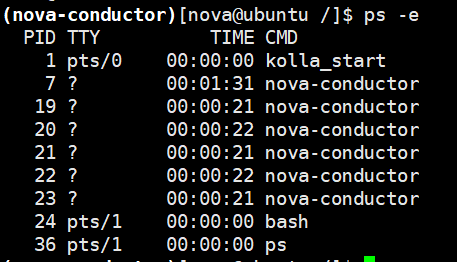 (nova-conductor)[nova@ubuntu /]$ ps -e
PID TTY TIME CMD
1 pts/0 00:00:00 kolla_start
7 ? 00:01:31 nova-conductor
19 ? 00:00:21 nova-conductor
20 ? 00:00:22 nova-conductor
21 ? 00:00:21 nova-conductor
22 ? 00:00:22 nova-conductor
23 ? 00:00:21 nova-conductor
24 pts/1 00:00:00 bash
36 pts/1 00:00:00 ps